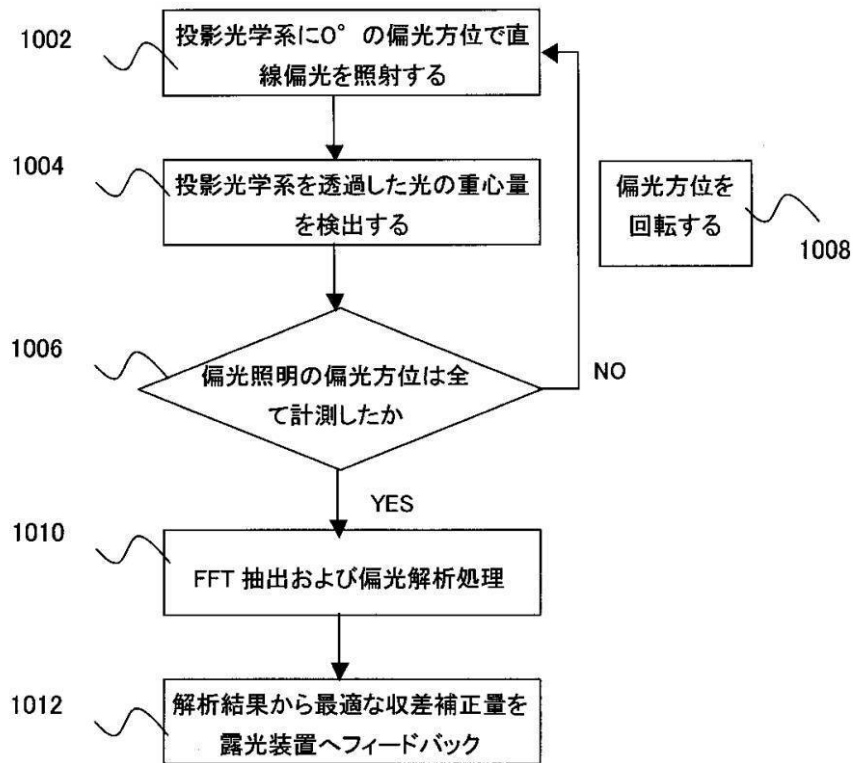 1002
投影光学系に0°の偏光方位で直
線偏光を照射する
1004
投影光学系を透過した光の重心量
を検出する
偏光方位を
回転する
1008
1006
偏光照明の偏光方位は全
て計測したか
NO
YES
1010
FFT 抽出および偏光解析処理
1012
解析結果から最適な収差補正量を
露光装置へフィードバック